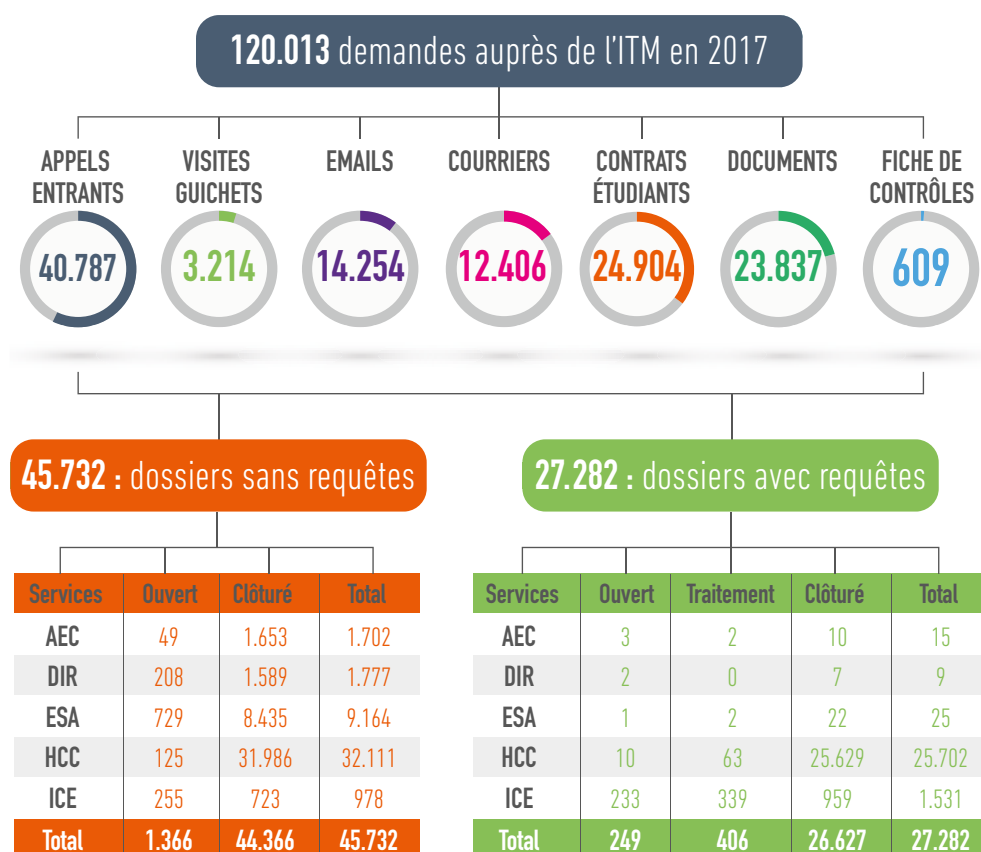 120.013 demandes auprès de l'ITM en 2017
APPELS ENTRANTS
40.787
VISITES GUICHETS
3.214
EMAILS
14.254
COURRIERS
12.406
CONTRATS ÉTUDIANTS
24.904
DOCUMENTS
23.837
FICHE DE CONTRÔLES
609
45.732 : dossiers sans requêtes
Services Ouvert Clôturé Total
AEC 49 1.653 1.702
DIR 208 1.589 1.777
ESA 729 8.435 9.164
HCC 125 31.986 32.111
ICE 255 723 978
Total 1.366 44.366 45.732
27.282 : dossiers avec requêtes
Services Ouvert Traitement Clôturé Total
AEC 3 2 10 15
DIR 2 0 7 9
ESA 1 2 22 25
HCC 10 63 25.629 25.702
ICE 233 339 959 1.531
Total 249 406 26.627 27.282